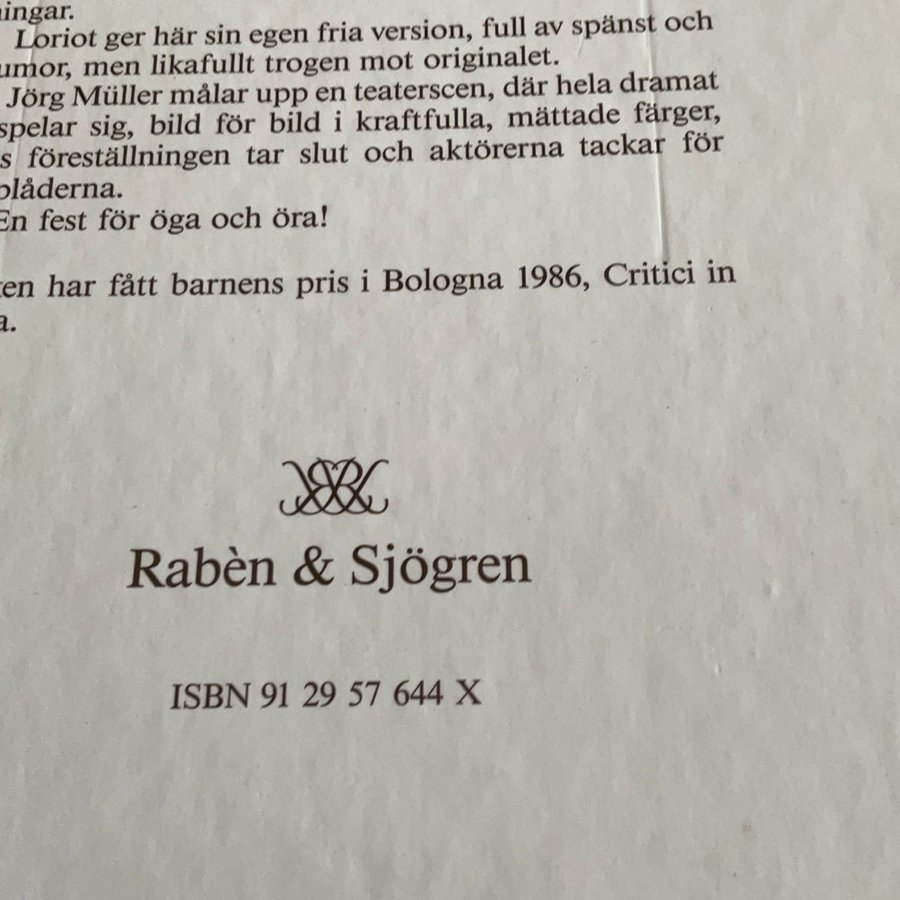 ningar.
Loriot ger här sin egen fria version, full av spänst och
umor, men likafullt trogen mot originalet.
Jörg Müller målar upp en teaterscen, där hela dramat
spelar sig, bild för bild i kraftfulla, mättade färger,
s föreställningen tar slut och aktörerna tackar för
plåderna.
En fest för öga och öra!
ten har fått barnens pris i Bologna 1986, Critici in
a.
Rabèn & Sjögren
ISBN 91 29 57 644 X